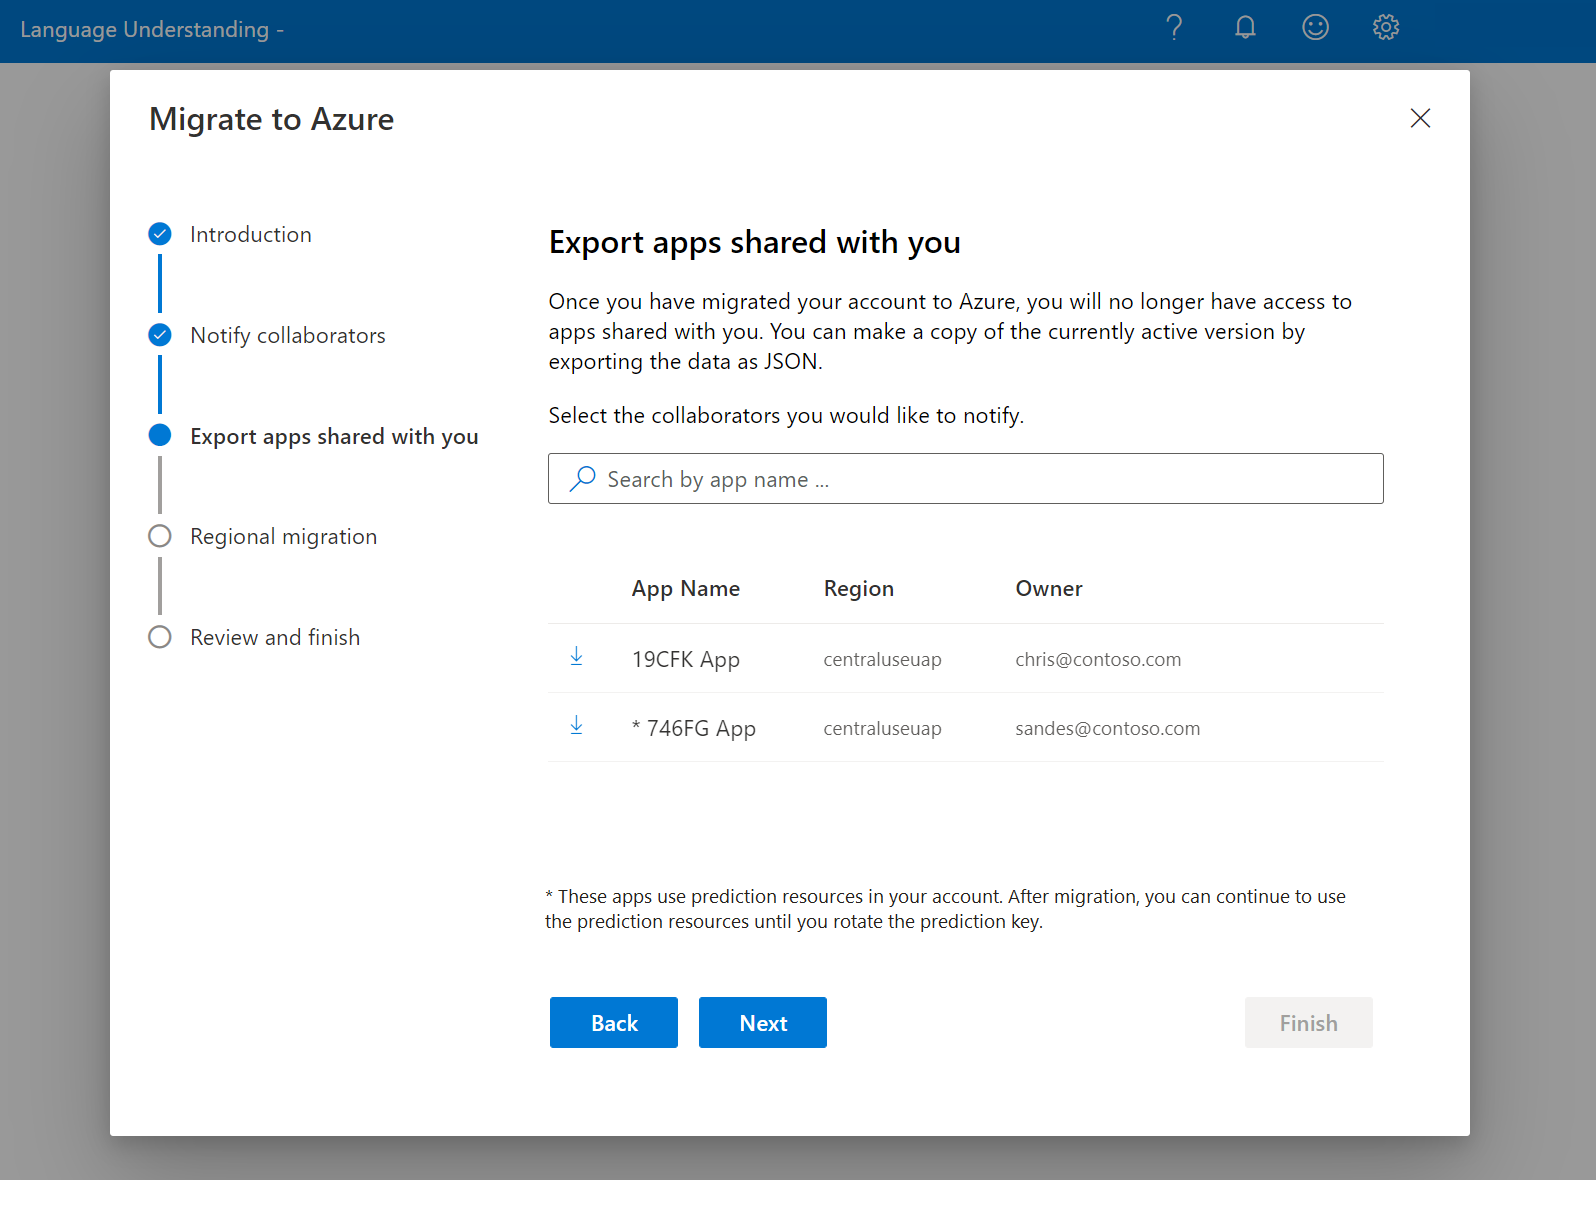 Language Understanding -
Migrate to Azure
Introduction
Notify collaborators
Export apps shared with you
Regional migration
Review and finish
Export apps shared with you
Once you have migrated your account to Azure, you will no longer have access to
apps shared with you. You can make a copy of the currently active version by
exporting the data as JSON.
Select the collaborators you would like to notify.
Search by app name ...
App Name Region Owner
19CFK App centraluseuap chris@contoso.com
* 746FG App centraluseuap sandes@contoso.com
* These apps use prediction resources in your account. After migration, you can continue to use
the prediction resources until you rotate the prediction key.
Back Next Finish